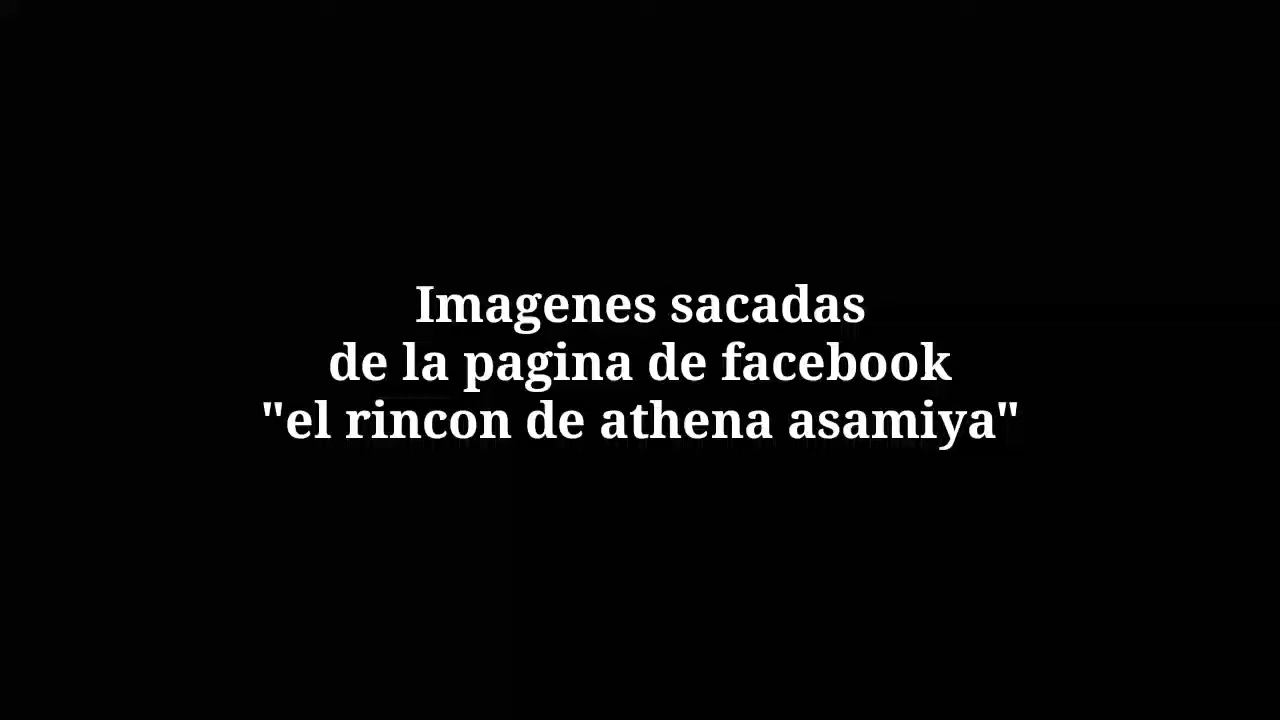 Imagenes sacadas
de la pagina de facebook
"el rincon de athena asamiya"